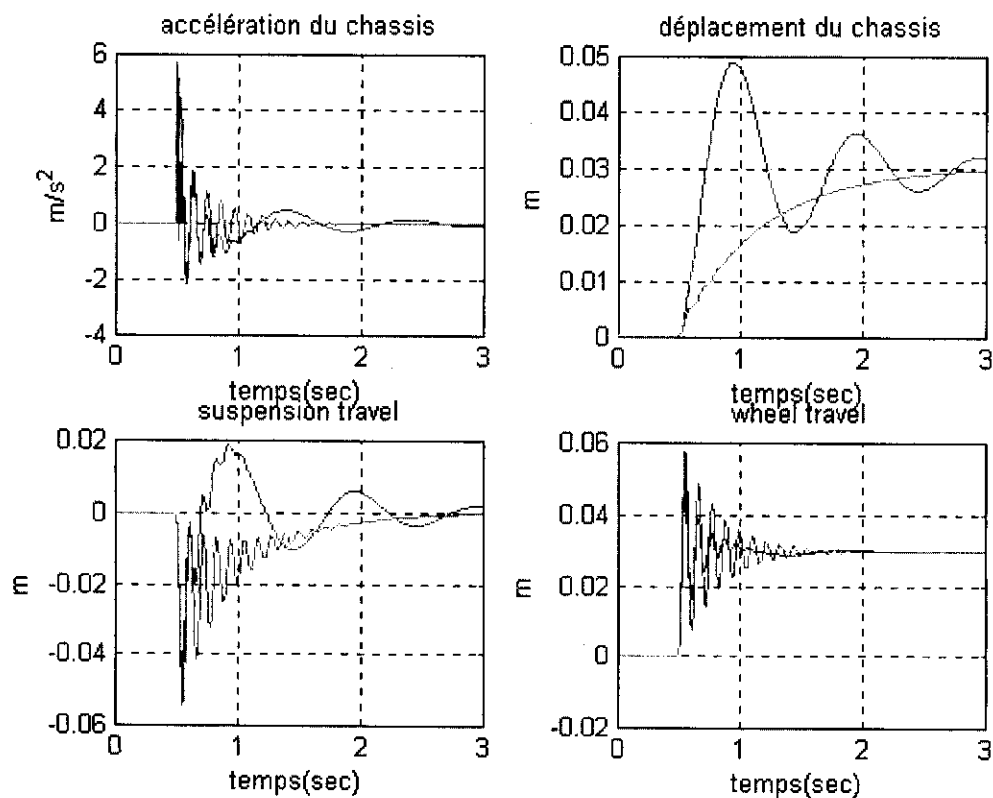 accélération du chassis
6
4
2
0
-2
-4
m/s²
0 1 2 3
temps(sec)
déplacement du chassis
0.05
0.04
0.03
0.02
0.01
0
m
0 1 2 3
temps(sec)
suspension travel
0.02
0
-0.02
-0.04
-0.06
m
0 1 2 3
temps(sec)
wheel travel
0.06
0.04
0.02
0
-0.02
m
0 1 2 3
temps(sec)